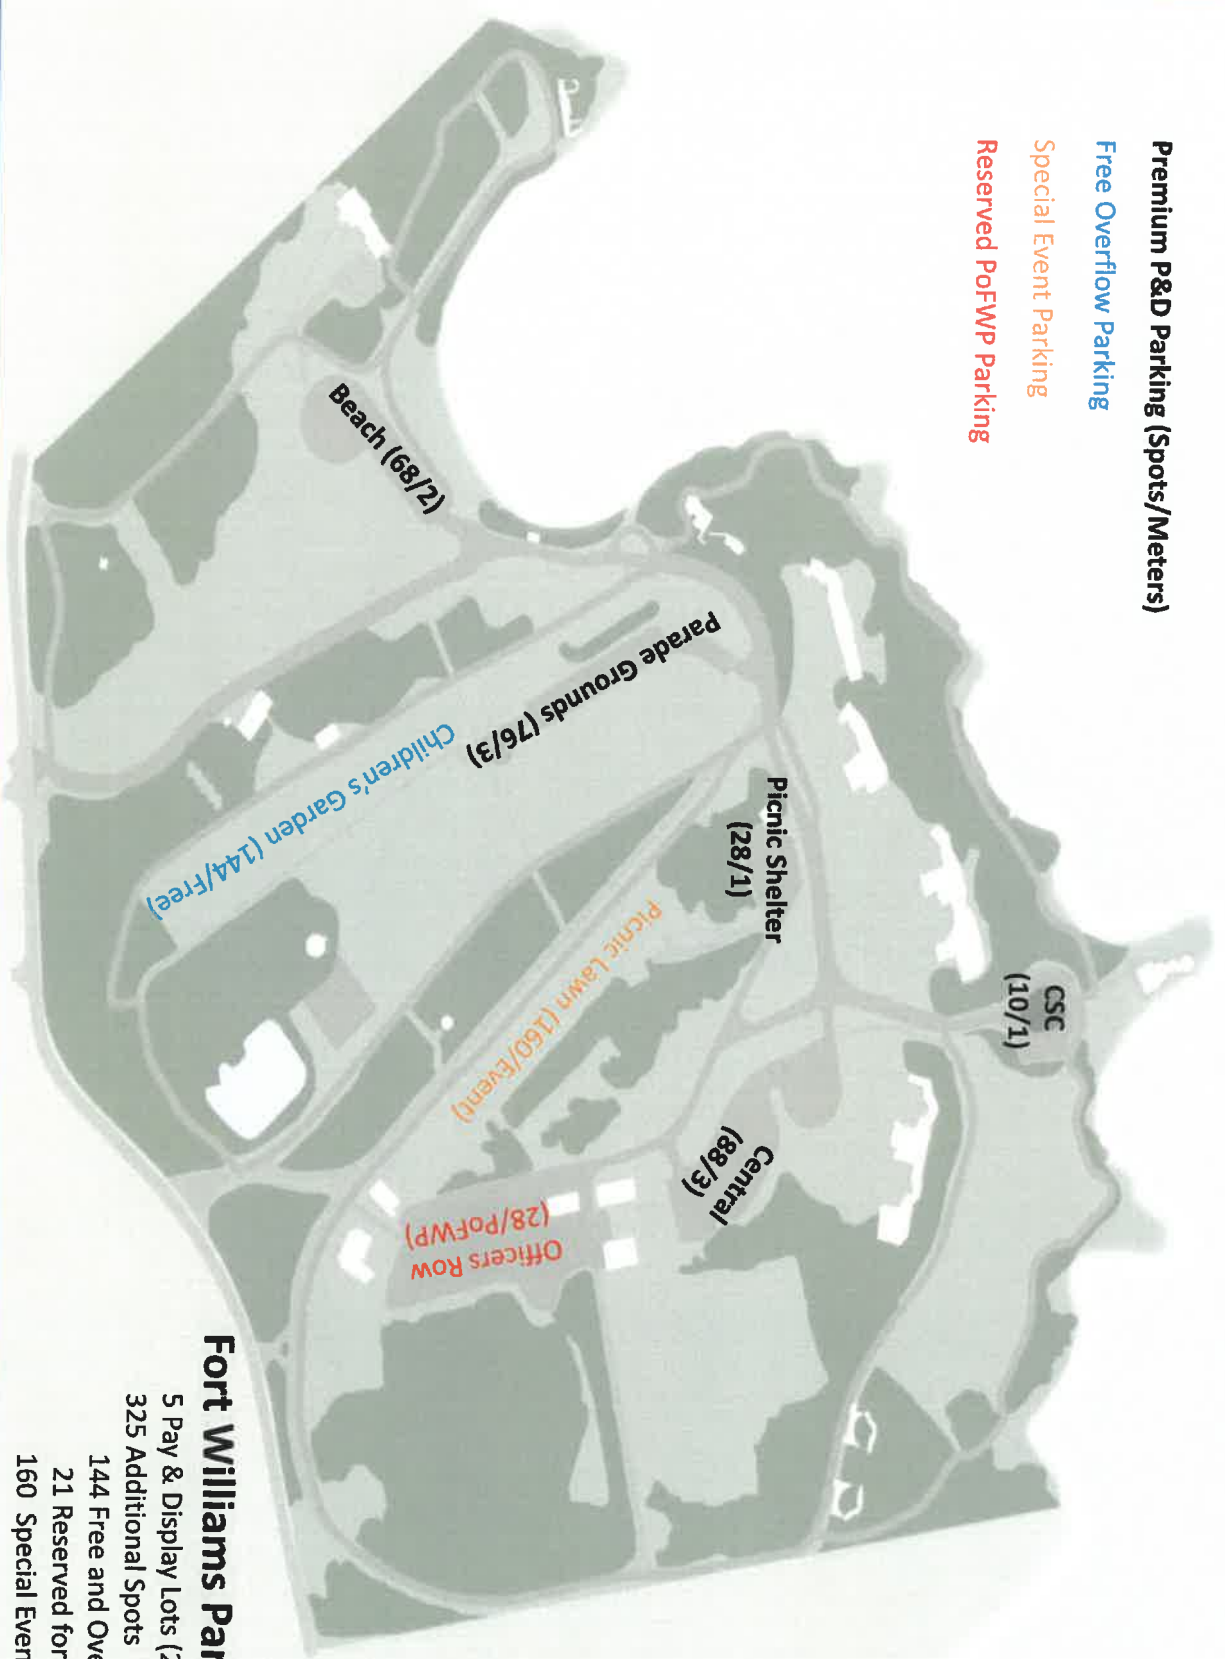 Premium P&D Parking (Spots/Meters)
Free Overflow Parking
Special Event Parking
Reserved PoFWP Parking
Beach (68/2)
Parade Grounds (76/3)
Children's Garden (144/Free)
Picnic Shelter
(28/1)
Picnic Lawn (160/Event)
CSC
(10/1)
Central
(88/3)
Officers Row
(28/PoFWP)
Fort Williams Par
5 Pay & Display Lots (2
325 Additional Spots
144 Free and Ove
21 Reserved for
160 Special Even